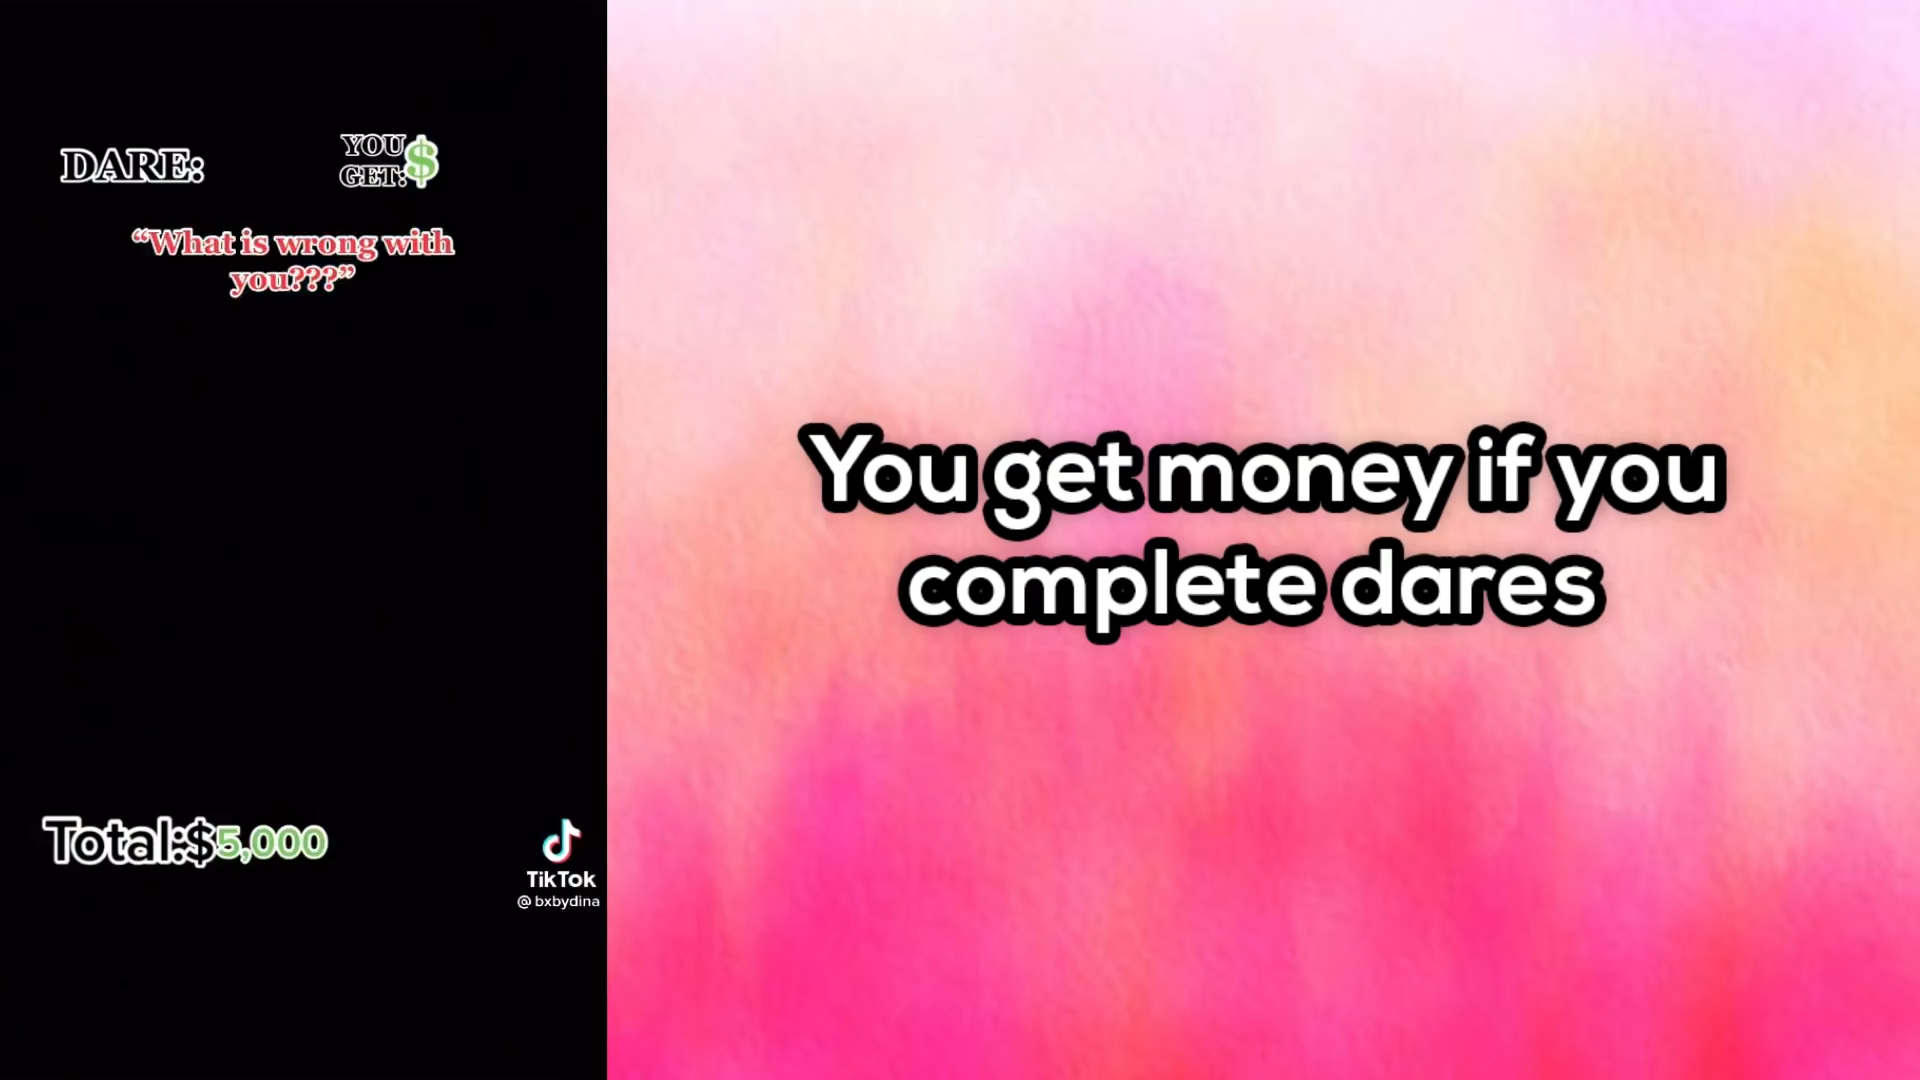 DARE:
YOU
GET:$
“What is wrong with
you???”
Total:$5,000
TikTok
@bxbydina
You get money if you
complete dares